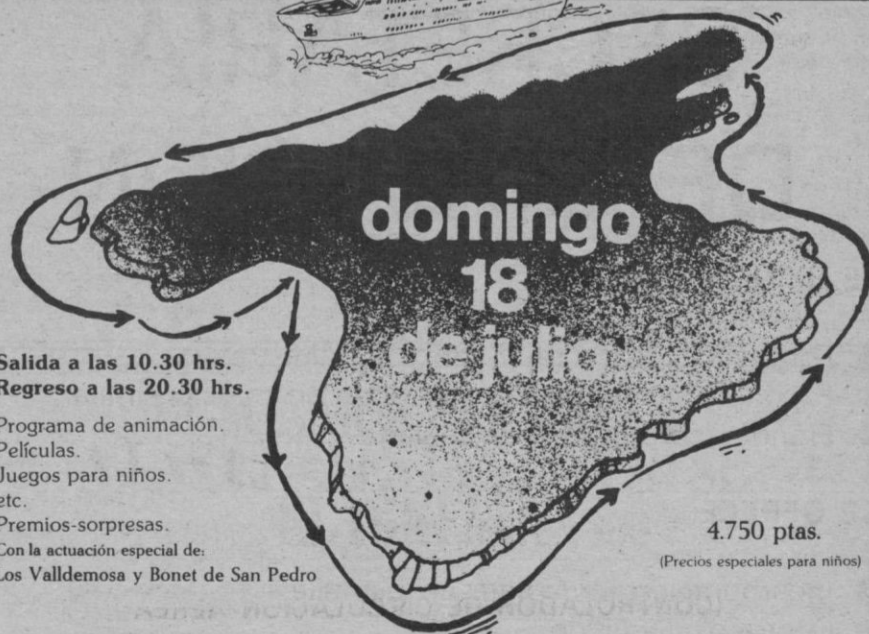 domingo
18
de julio
Salida a las 10.30 hrs.
Regreso a las 20.30 hrs.
Programa de animación.
Películas.
Juegos para niños.
etc.
Premios-sorpresas.
Con la actuación especial de:
Los Valldemosa y Bonet de San Pedro
4.750 ptas.
(Precios especiales para niños)